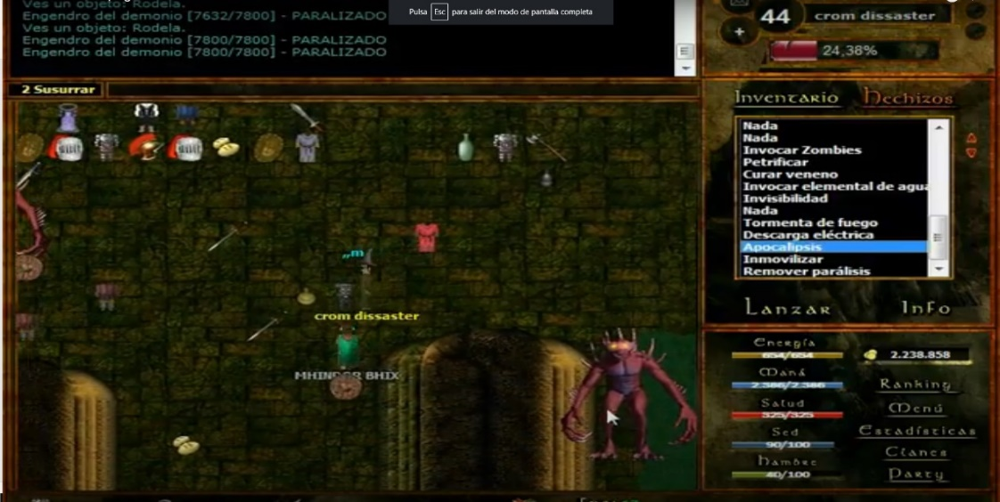 Ves un objeto: Rodela.
Engendro del demonio [7632/7800] - PARALIZADO
Ves un objeto: Rodela.
Engendro del demonio [7800/7800] - PARALIZADO
Engendro del demonio [7800/7800] - PARALIZADO
Pulsa Esc para salir del modo de pantalla completa
44 crom dissaster
+
24,38%
2 Susurrar
Inventario Hechizos
Nada
Nada
Invocar Zombies
Petrificar
Curar veneno
Invocar elemental de agua
Invisibilidad
Nada
Tormenta de fuego
Descarga eléctrica
Apocalipsis
Inmovilizar
Remover parálisis
Lanzar Info
,,m
crom dissaster
BHIX
Energía
654/654
2.238.858
Maná
2.386/2.386
Ranking
Salud
325/325
Menú
Sed
90/100
Estadísticas
Clanes
Hambre
40/100
Party